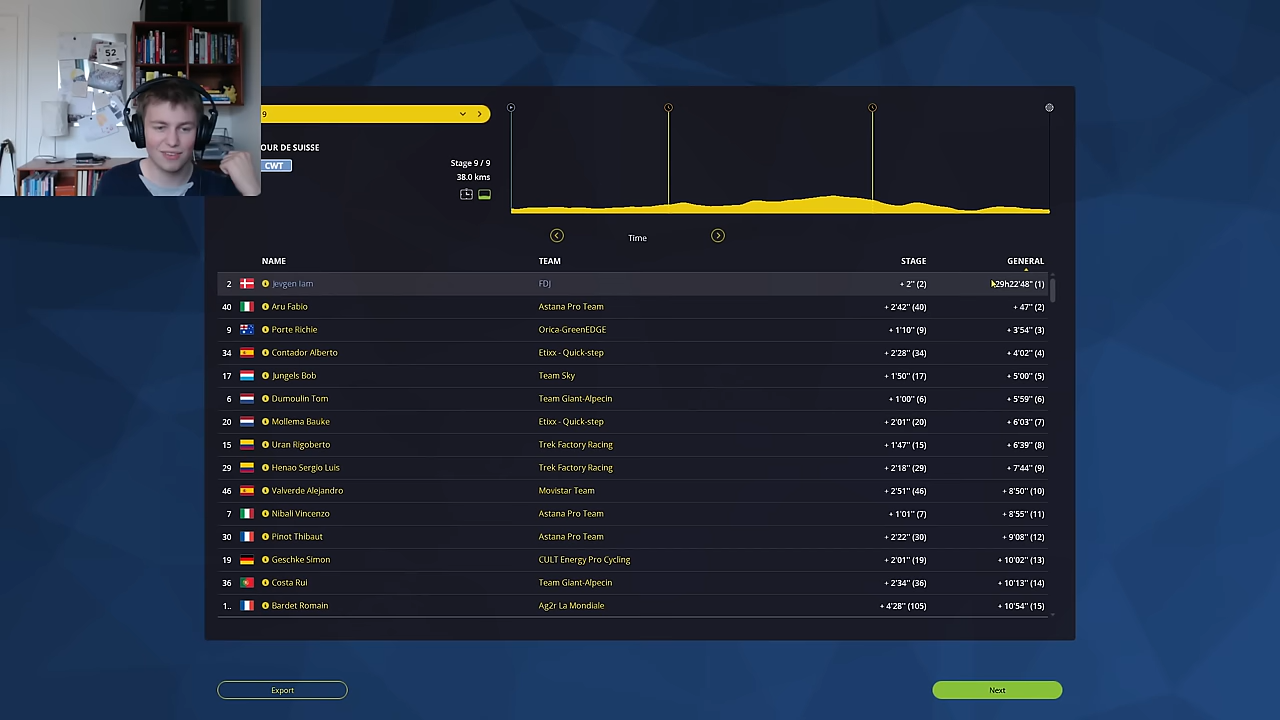 52
9
OUR DE SUISSE
CWT
Stage 9 / 9
38.0 kms
Time
NAME TEAM STAGE GENERAL
2 Jevgen Iam FDJ + 2'' (2) 29h22'48'' (1)
40 Aru Fabio Astana Pro Team + 2'42'' (40) + 47'' (2)
9 Porte Richie Orica-GreenEDGE + 1'10'' (9) + 3'54'' (3)
34 Contador Alberto Etixx - Quick-step + 2'28'' (34) + 4'02'' (4)
17 Jungels Bob Team Sky + 1'50'' (17) + 5'00'' (5)
6 Dumoulin Tom Team Giant-Alpecin + 1'00'' (6) + 5'59'' (6)
20 Mollema Bauke Etixx - Quick-step + 2'01'' (20) + 6'03'' (7)
15 Uran Rigoberto Trek Factory Racing + 1'47'' (15) + 6'39'' (8)
29 Henao Sergio Luis Trek Factory Racing + 2'18'' (29) + 7'44'' (9)
46 Valverde Alejandro Movistar Team + 2'51'' (46) + 8'50'' (10)
7 Nibali Vincenzo Astana Pro Team + 1'01'' (7) + 8'55'' (11)
30 Pinot Thibaut Astana Pro Team + 2'22'' (30) + 9'08'' (12)
19 Geschke Simon CULT Energy Pro Cycling + 2'01'' (19) + 10'02'' (13)
36 Costa Rui Team Giant-Alpecin + 2'34'' (36) + 10'13'' (14)
1.. Bardet Romain Ag2r La Mondiale + 4'28'' (105) + 10'54'' (15)
Export Next